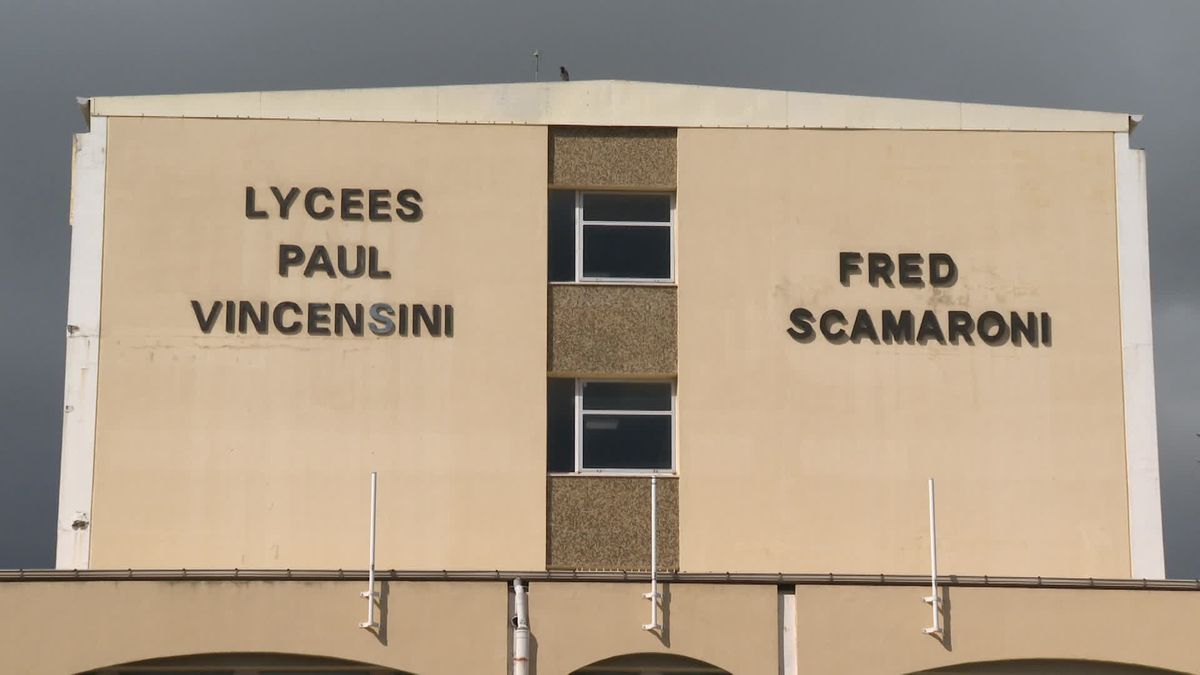 LYCEES
PAUL
VINCENSINI
FRED
SCAMARONI